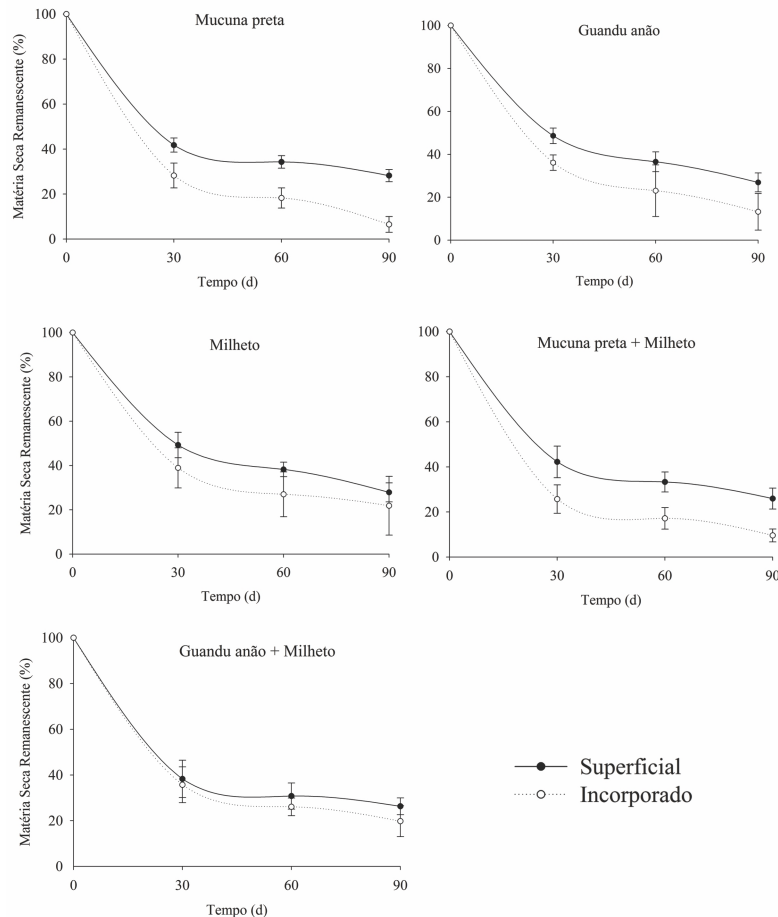 Mucuna preta
Matéria Seca Remanescente (%)
100
80
60
40
20
0
0 30 60 90
Tempo (d)
Guandu anão
100
80
60
40
20
0
0 30 60 90
Tempo (d)
Milheto
Matéria Seca Remanescente (%)
100
80
60
40
20
0
0 30 60 90
Tempo (d)
Mucuna preta + Milheto
100
80
60
40
20
0
0 30 60 90
Tempo (d)
Guandu anão + Milheto
Matéria Seca Remanescente (%)
100
80
60
40
20
0
0 30 60 90
Tempo (d)
Superficial
Incorporado